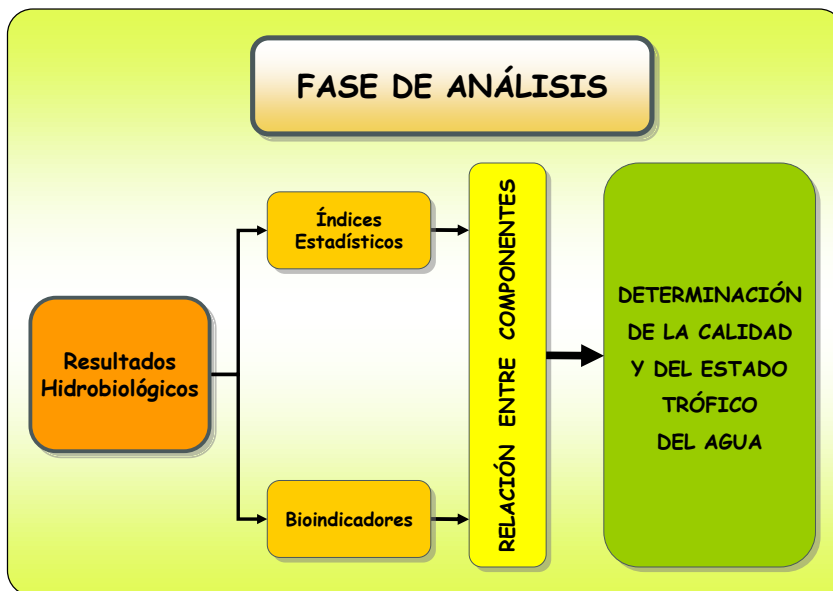 FASE DE ANÁLISIS
Resultados
Hidrobiológicos
Índices
Estadísticos
Bioindicadores
RELACIÓN ENTRE COMPONENTES
DETERMINACIÓN
DE LA CALIDAD
Y DEL ESTADO
TRÓFICO
DEL AGUA